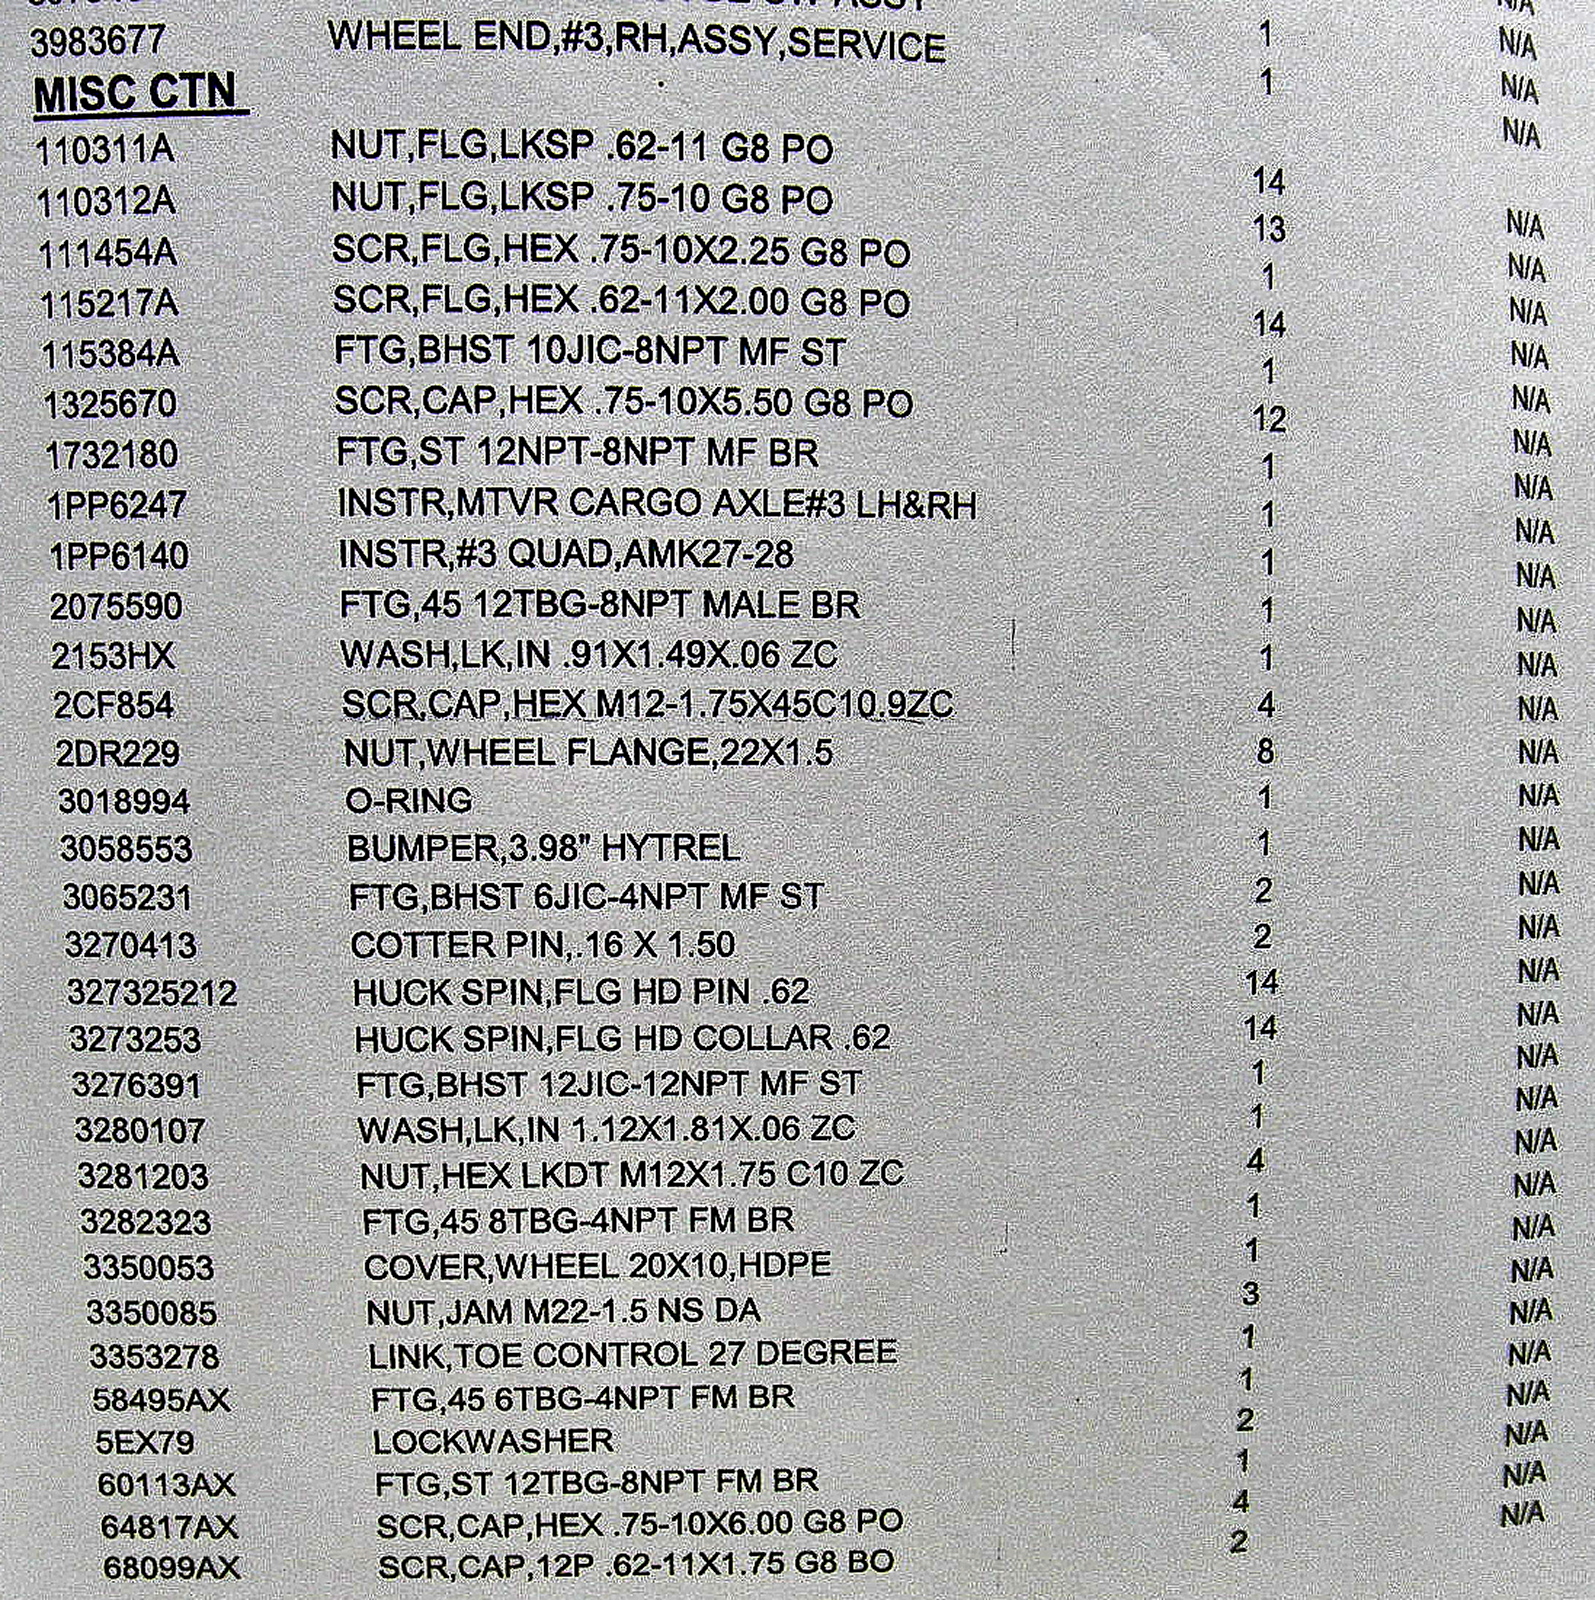 N/A
N/A
ASSY 1 N/A
3983677 WHEEL END,#3,RH,ASSY,SERVICE 1 N/A
MISC CTN
110311A NUT,FLG,LKSP .62-11 G8 PO 14 N/A
110312A NUT,FLG,LKSP .75-10 G8 PO 13 N/A
111454A SCR,FLG,HEX .75-10X2.25 G8 PO 1 N/A
115217A SCR,FLG,HEX .62-11X2.00 G8 PO 14 N/A
115384A FTG,BHST 10JIC-8NPT MF ST 1 N/A
1325670 SCR,CAP,HEX .75-10X5.50 G8 PO 12 N/A
1732180 FTG,ST 12NPT-8NPT MF BR 1 N/A
1PP6247 INSTR,MTVR CARGO AXLE#3 LH&RH 1 N/A
1PP6140 INSTR,#3 QUAD,AMK27-28 1 N/A
2075590 FTG,45 12TBG-8NPT MALE BR 1 N/A
2153HX WASH,LK,IN .91X1.49X.06 ZC 1 N/A
2CF854 SCR,CAP,HEX M12-1.75X45C10.9ZC 4 N/A
2DR229 NUT,WHEEL FLANGE,22X1.5 8 N/A
3018994 O-RING 1 N/A
3058553 BUMPER,3.98" HYTREL 1 N/A
3065231 FTG,BHST 6JIC-4NPT MF ST 2 N/A
3270413 COTTER PIN,.16 X 1.50 2 N/A
327325212 HUCK SPIN,FLG HD PIN .62 14 N/A
3273253 HUCK SPIN,FLG HD COLLAR .62 14 N/A
3276391 FTG,BHST 12JIC-12NPT MF ST 1 N/A
3280107 WASH,LK,IN 1.12X1.81X.06 ZC 1 N/A
3281203 NUT,HEX LKDT M12X1.75 C10 ZC 4 N/A
3282323 FTG,45 8TBG-4NPT FM BR 1 N/A
3350053 COVER,WHEEL 20X10,HDPE 1 N/A
3350085 NUT,JAM M22-1.5 NS DA 3 N/A
3353278 LINK,TOE CONTROL 27 DEGREE 1 N/A
58495AX FTG,45 6TBG-4NPT FM BR 1 N/A
5EX79 LOCKWASHER 2 N/A
60113AX FTG,ST 12TBG-8NPT FM BR 1 N/A
64817AX SCR,CAP,HEX .75-10X6.00 G8 PO 4 N/A
68099AX SCR,CAP,12P .62-11X1.75 G8 BO 2 N/A